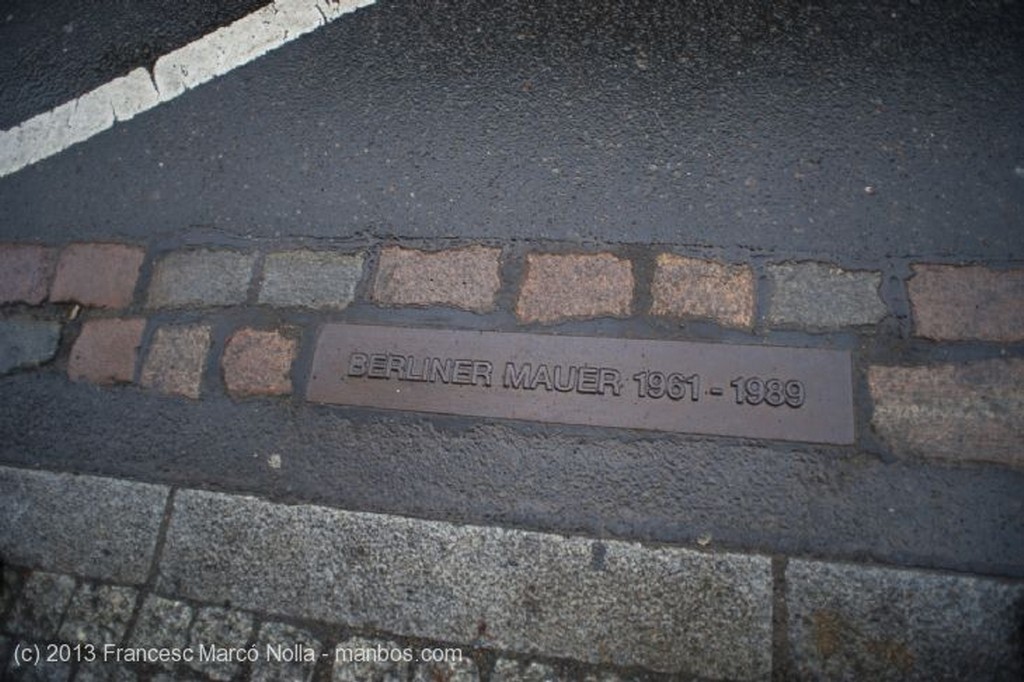 BERLINER MAUER 1961 - 1989
(c) 2013 Francesc Marcó Nolla - manbos.com